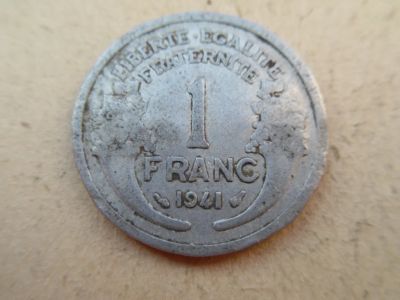 LIBERTE · EGALITE
FRATERNITE
1
FRANC
1941